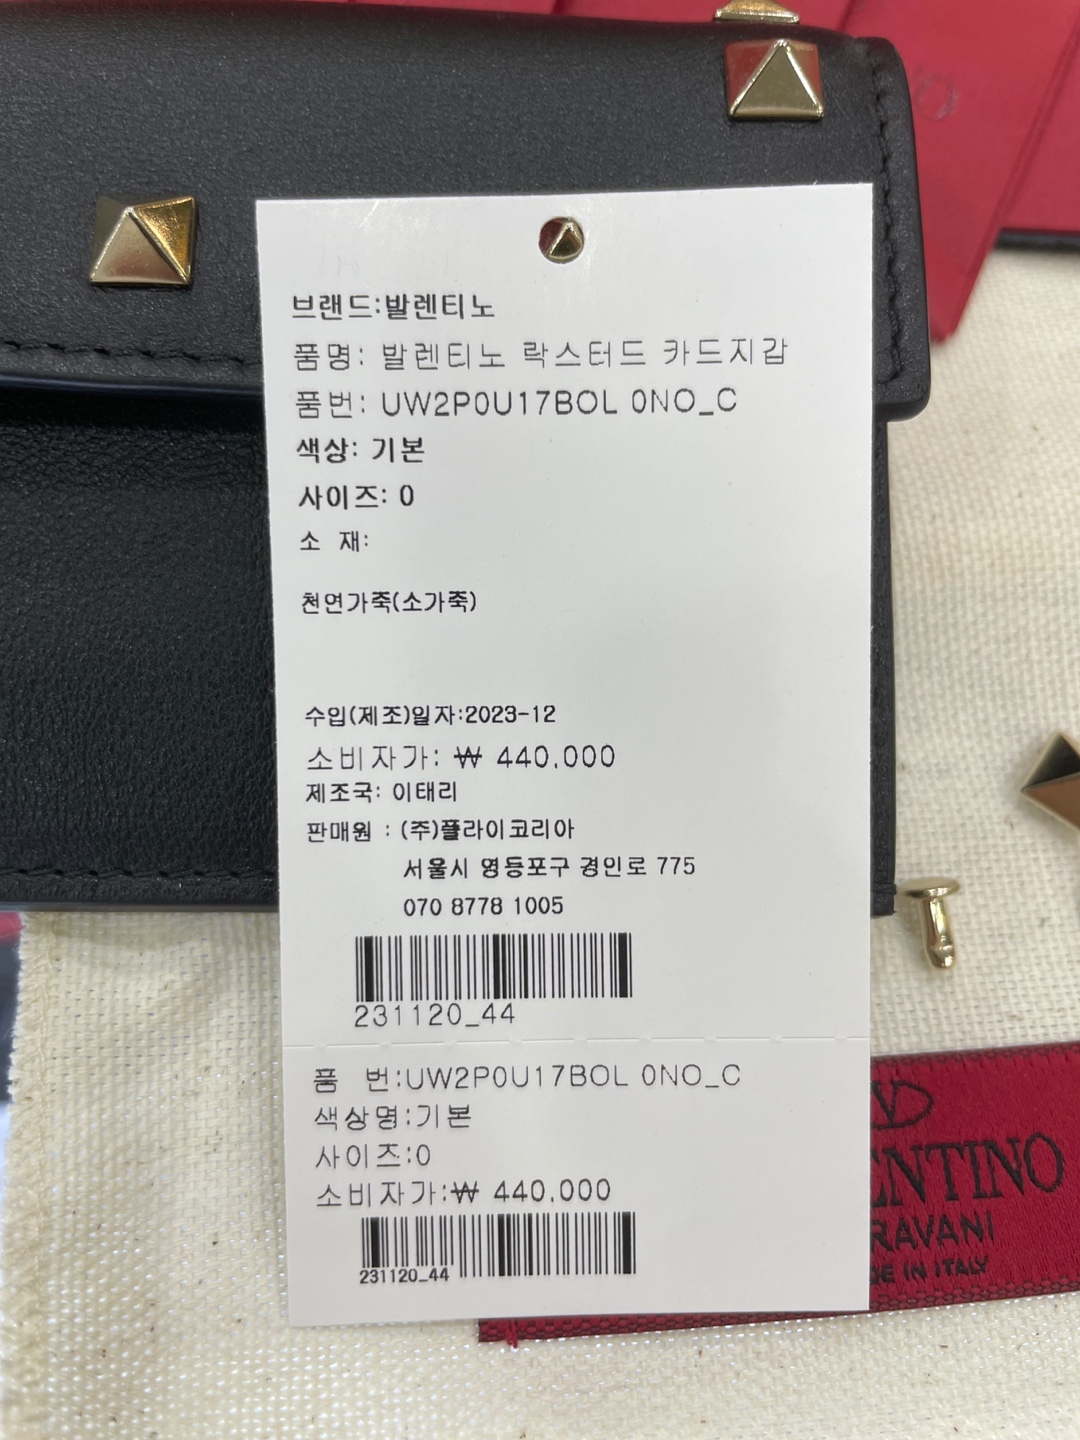 브랜드:발렌티노
품명: 발렌티노 락스터드 카드지갑
품번: UW2P0U17BOL 0NO_C
색상: 기본
사이즈: 0
소 재:
천연가죽(소가죽)
수입(제조)일자:2023-12
소비자가: ₩ 440,000
제조국: 이태리
판매원 : (주)플라이코리아
서울시 영등포구 경인로 775
070 8778 1005
231120_44
품 번:UW2P0U17BOL 0NO_C
색상명:기본
사이즈:0
소비자가:₩ 440,000
231120_44
ENTINO
RAVANI
DE IN ITALY